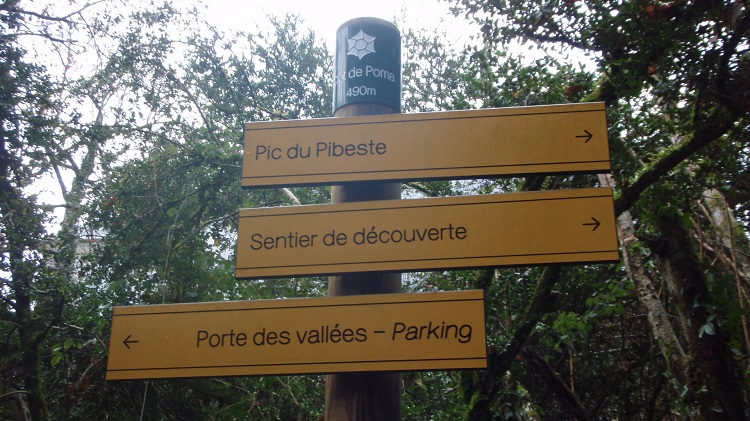 de Poma
490m
Pic du Pibeste
Sentier de découverte
Porte des vallées – Parking